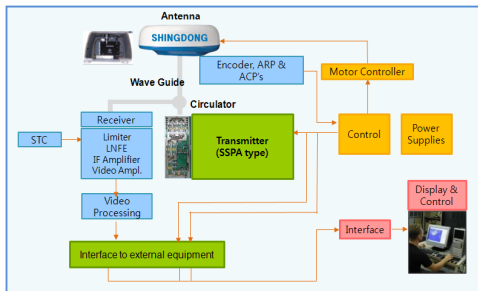 Antenna
SHINGDONG
Encoder, ARP &
ACP's
Motor Controller
Wave Guide
Circulator
Receiver
STC
Limiter
LNFE
IF Amplifier
Video Ampl.
Transmitter
(SSPA type)
Control
Power
Supplies
Video
Processing
Display &
Control
Interface
Interface to external equipment